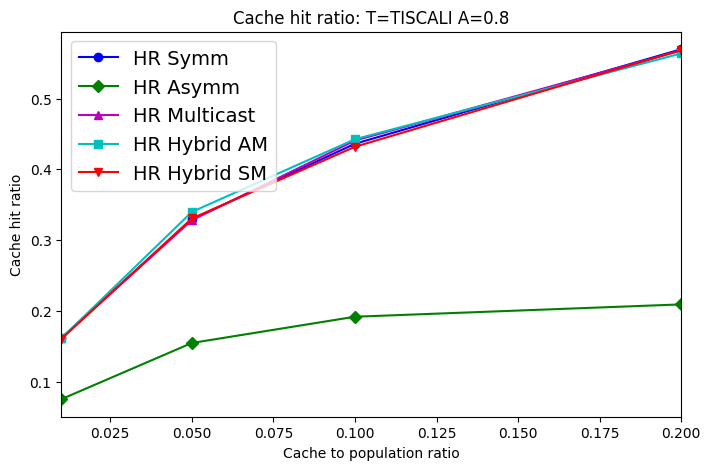 Cache hit ratio: T=TISCALI A=0.8
HR Symm
HR Asymm
HR Multicast
HR Hybrid AM
HR Hybrid SM
Cache hit ratio
0.5
0.4
0.3
0.2
0.1
0.025
0.050
0.075
0.100
0.125
0.150
0.175
0.200
Cache to population ratio